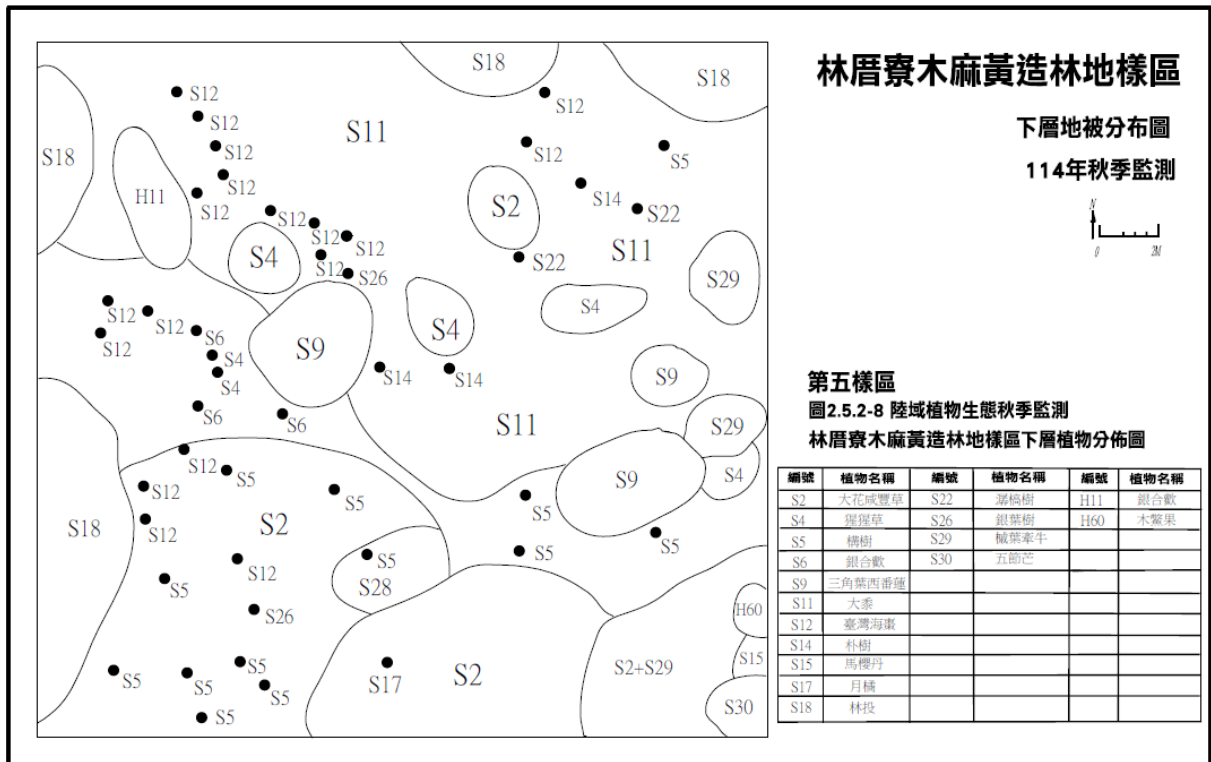 林厝寮木麻黃造林地樣區
下層地被分布圖
114年秋季監測
N
0 2M
S18 S18
S12 S12
S12 S11
S12 S12 S5
S18 H11 S12 S14
S12 S2 S22
S12 S12 S12 S11
S4 S12 S26 S22 S29
S12 S12 S4 S4
S12 S6 S9
S4 S14 S14 S9
S4
S6 S6 S11 S29
S12 S5 S9 S4
S12 S5 S5
S18 S12 S2 S5
S12 S5 S5
S5 S28
S26 H60
S5 S5 S5 S17 S2 S2+S29 S15
S5 S5 S30
第五樣區
圖2.5.2-8 陸域植物生態秋季監測
林厝寮木麻黃造林地樣區下層植物分佈圖
編號 植物名稱 編號 植物名稱 編號 植物名稱
S2 大花咸豐草 S22 潺槁樹 H11 銀合歡
S4 猩猩草 S26 銀葉樹 H60 木鱉果
S5 構樹 S29 槭葉牽牛
S6 銀合歡 S30 五節芒
S9 三角葉西番蓮
S11 大黍
S12 臺灣海棗
S14 朴樹
S15 馬櫻丹
S17 月橘
S18 林投